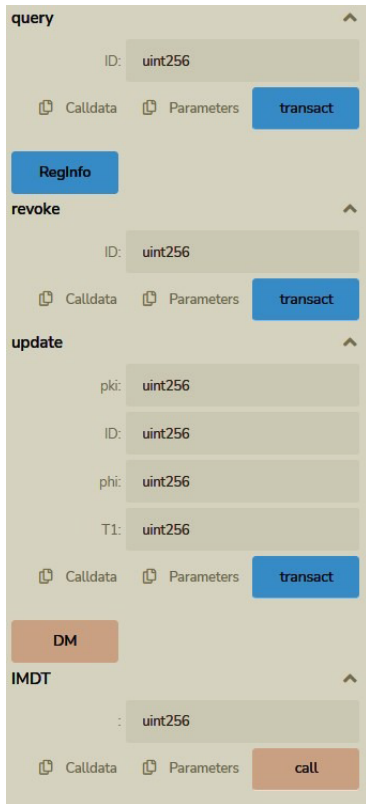 query
ID: uint256
Calldata Parameters transact
RegInfo
revoke
ID: uint256
Calldata Parameters transact
update
pki: uint256
ID: uint256
phi: uint256
T1: uint256
Calldata Parameters transact
DM
IMDT
: uint256
Calldata Parameters call